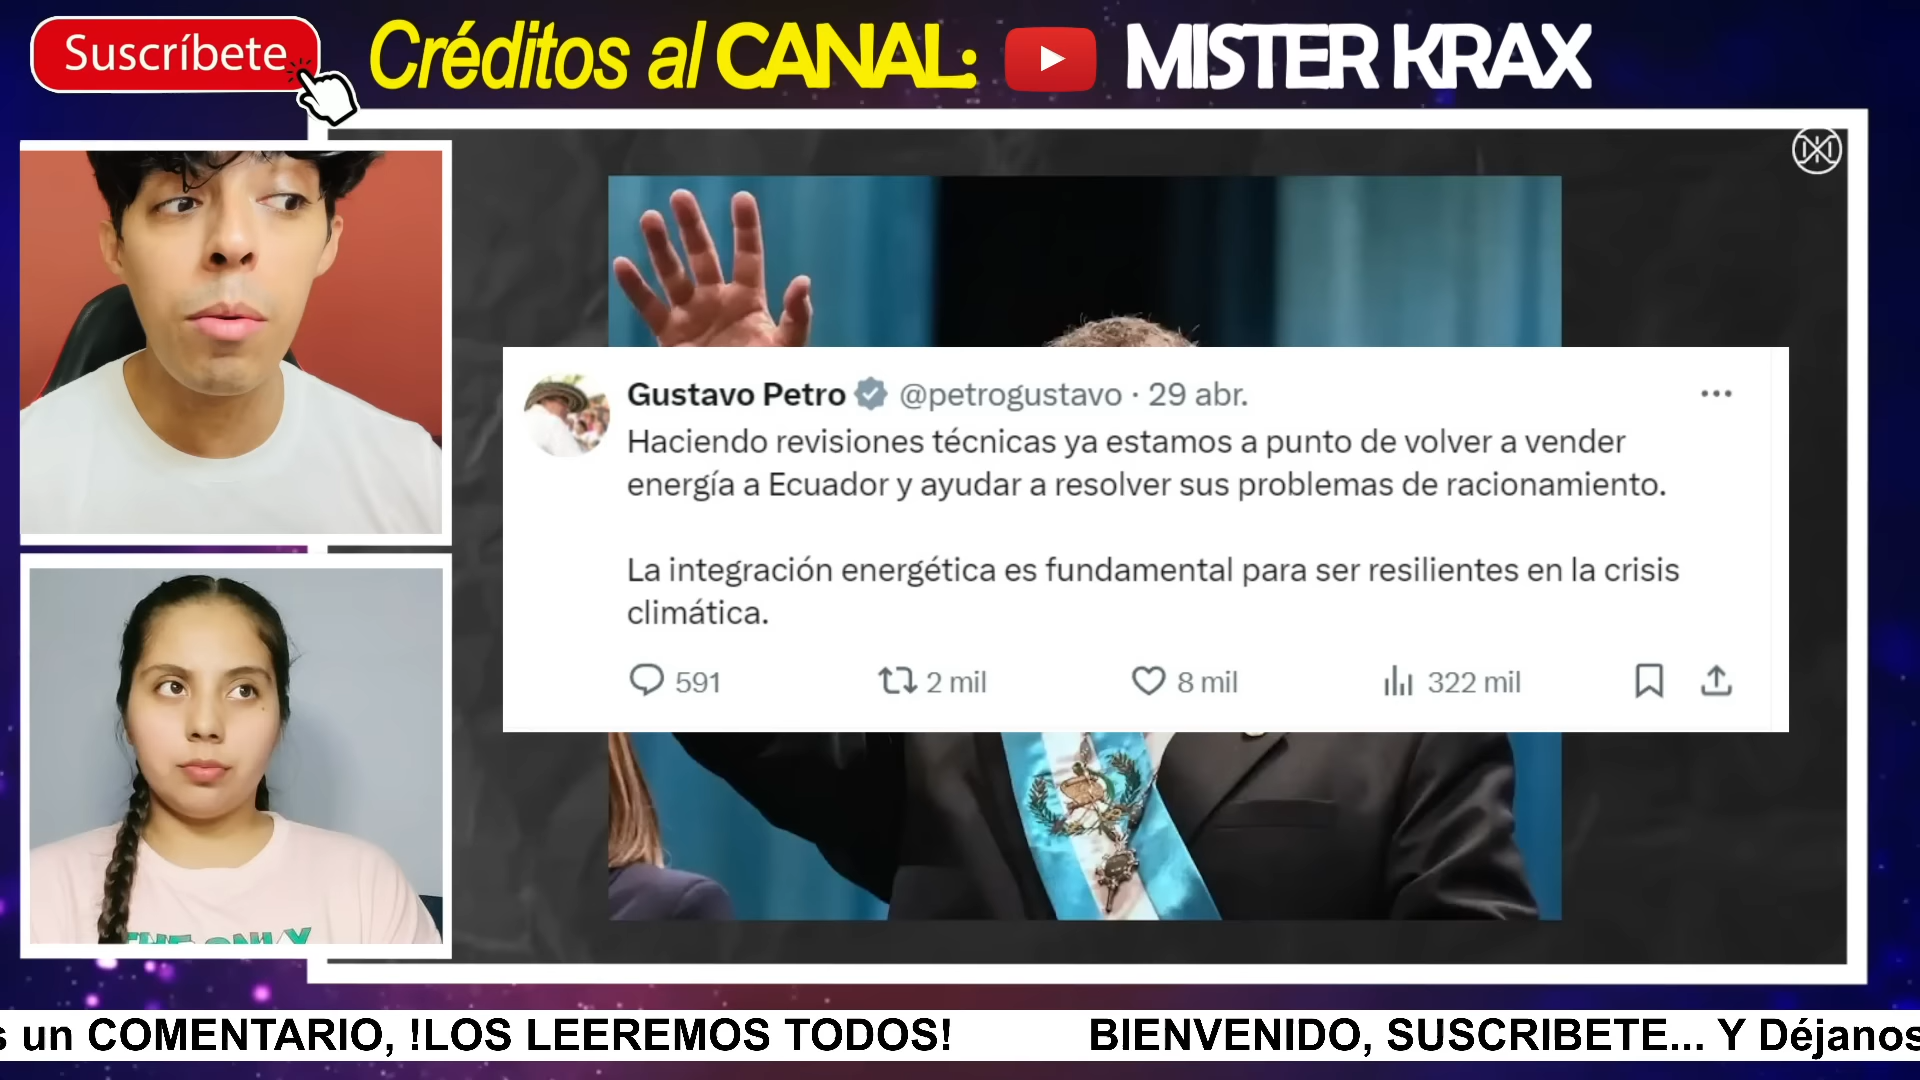 Suscríbete
Créditos al CANAL: MISTER KRAX
Gustavo Petro @petrogustavo · 29 abr.
Haciendo revisiones técnicas ya estamos a punto de volver a vender
energía a Ecuador y ayudar a resolver sus problemas de racionamiento.
La integración energética es fundamental para ser resilientes en la crisis
climática.
591 2 mil 8 mil 322 mil
THE ONLY
s un COMENTARIO, !LOS LEEREMOS TODOS! BIENVENIDO, SUSCRIBETE... Y Déjanos